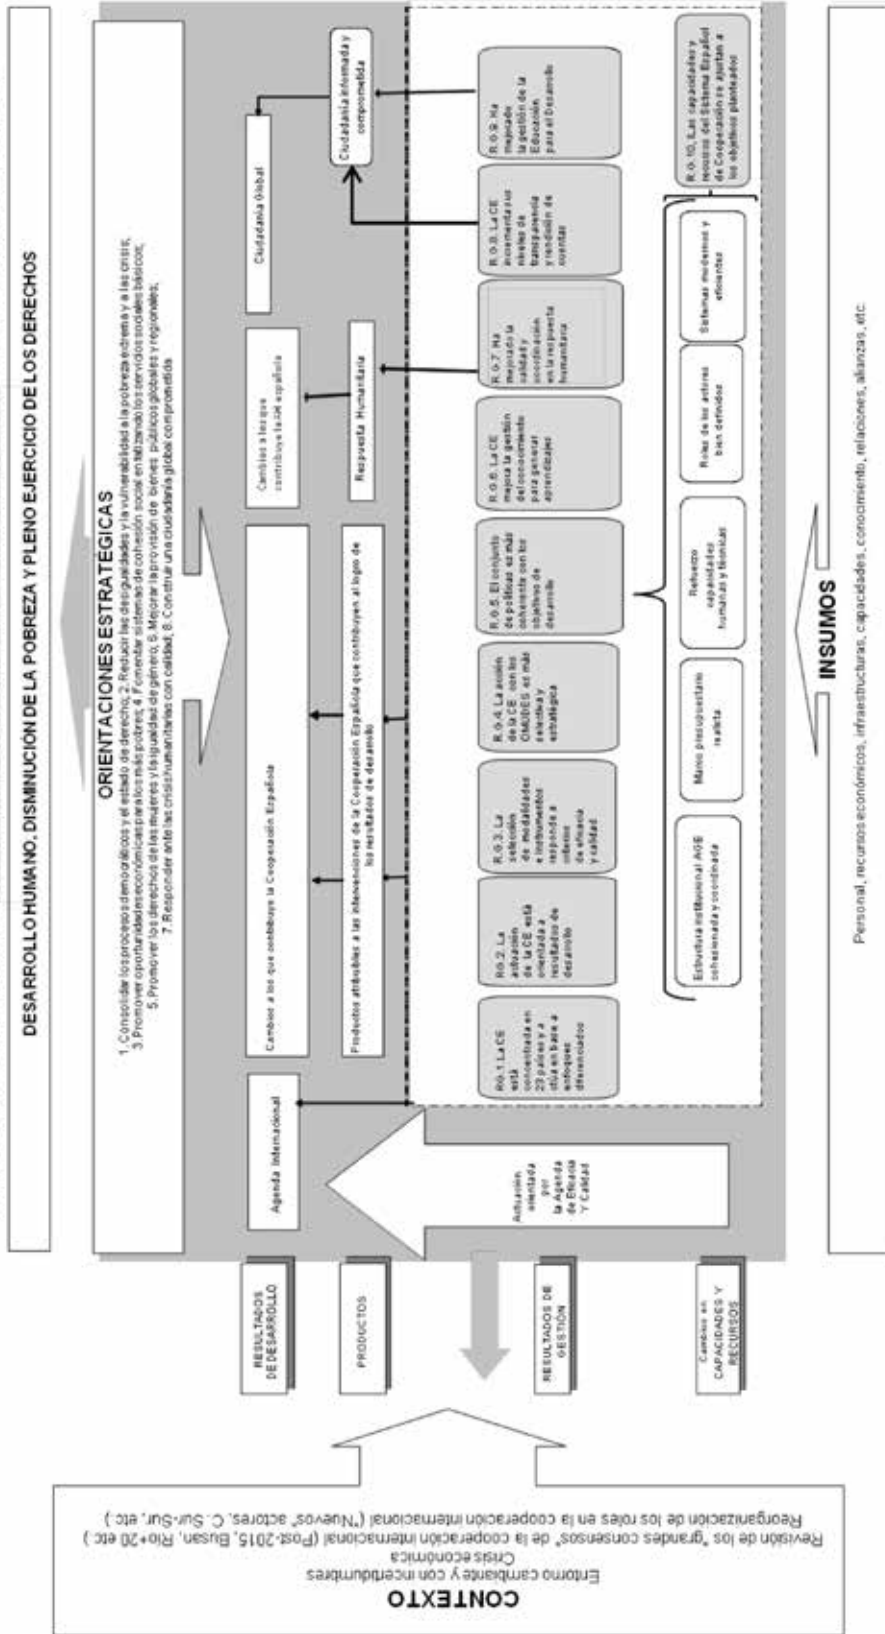 DESARROLLO HUMANO, DISMINUCIÓN DE LA POBREZA Y PLENO EJERCICIO DE LOS DERECHOS
ORIENTACIONES ESTRATÉGICAS
1. Consolidar los procesos democráticos y el estado de derecho; 2. Reducir las desigualdades y la vulnerabilidad a la pobreza extrema y a las crisis;
3. Promover oportunidades económicas para los más pobres; 4. Fomentar sistemas de cohesión social enfatizando los servicios sociales básicos;
5. Promover los derechos de las mujeres y la igualdad de género; 6. Mejorar la provisión de bienes públicos globales y regionales;
7. Responder ante las crisis humanitarias con calidad; 8. Construir una ciudadanía global comprometida
RESULTADOS
DE DESARROLLO
Agenda Internacional
Cambios a los que contribuye la Cooperación Española
Cambios a los que
contribuye la AH española
Ciudadanía Global
PRODUCTOS
Productos atribuibles a las intervenciones de la Cooperación Española que contribuyen al logro de
los resultados de desarrollo
Respuesta Humanitaria
Ciudadanía informada y
comprometida
RESULTADOS DE
GESTIÓN
Actuación
orientada
por
la Agenda
de Eficacia
Y Calidad
RG.1 La CE
está
concentrada en
23 países y a
ctúa en base a
enfoques
diferenciados
RG.2. La
actuación
de la CE está
orientada a
resultados de
desarrollo
R.G.3. La
selección
de modalidades
e instrumentos
responde a
criterios
de eficacia
y calidad
R.G.4. La acción
de la CE con los
OMUDES es más
selectiva y
estratégica
R.G.5. El conjunto
de políticas es más
coherente con los
objetivos de
desarrollo
R.G.6. La CE
mejora la gestión
del conocimiento
para generar
aprendizajes
R.G.7. Ha
mejorado la
calidad y
coordinación
en la respuesta
humanitaria
R.G.8. La CE
incrementa sus
niveles de
transparencia
y rendición de
cuentas
R.G.9. Ha
mejorado
la gestión de la
Educación
para el Desarrollo
Cambios en
CAPACIDADES Y
RECURSOS
Estructura institucional AGE
cohesionada y coordinada
Marco presupuestario
realista
Refuerzo
capacidades
humanas y técnicas
Roles de los actores
bien definidos
Sistemas modernos y
eficientes
R.G.10. Las capacidades y
recursos del Sistema Español
de Cooperación se ajustan a
los objetivos planteados
INSUMOS
Personal, recursos económicos, infraestructuras, capacidades, conocimiento, relaciones, alianzas, etc.
CONTEXTO
Entorno cambiante y con incertidumbres
Crisis económica
Revisión de los "grandes consensos" de la cooperación internacional (Post-2015, Busan, Río+20 etc.)
Reorganización de los roles en la cooperación internacional ("Nuevos" actores, C. Sur-Sur, etc.)